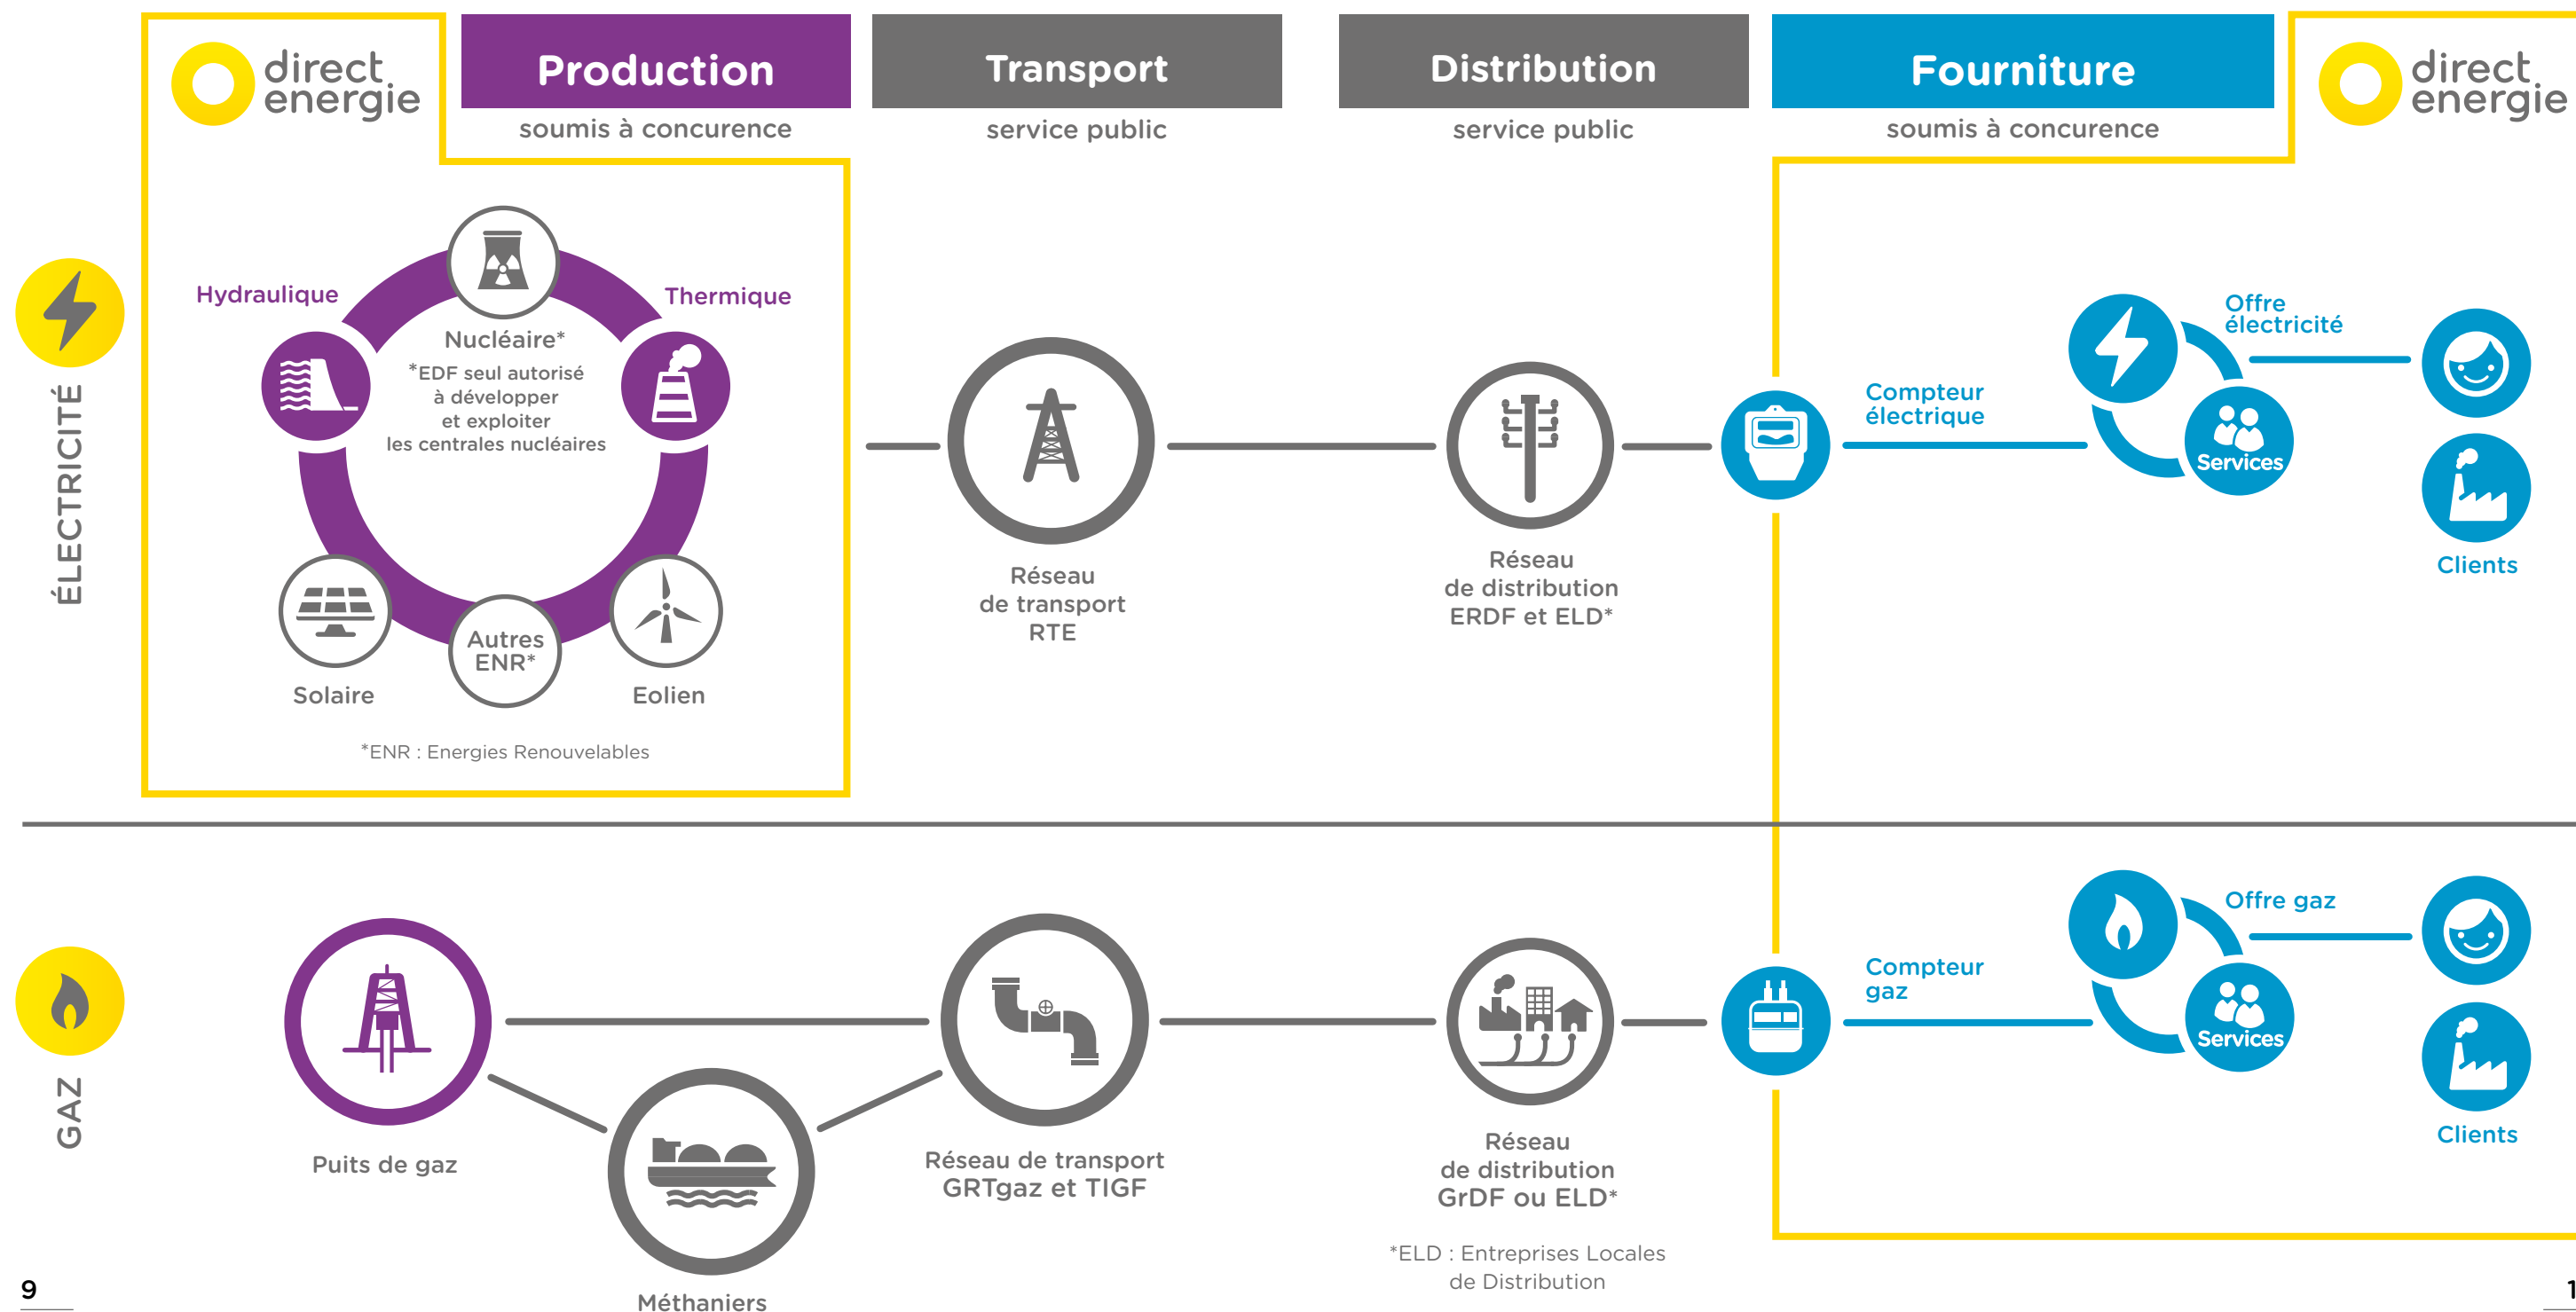 direct
energie
Production
soumis à concurence
Transport
service public
Distribution
service public
Fourniture
soumis à concurence
direct
energie
ÉLECTRICITÉ
Hydraulique
Thermique
Nucléaire*
*EDF seul autorisé
à développer
et exploiter
les centrales nucléaires
Solaire
Autres
ENR*
Eolien
*ENR : Energies Renouvelables
Réseau
de transport
RTE
Réseau
de distribution
ERDF et ELD*
Compteur
électrique
Offre
électricité
Services
Clients
GAZ
Puits de gaz
Méthaniers
Réseau de transport
GRTgaz et TIGF
Réseau
de distribution
GrDF ou ELD*
*ELD : Entreprises Locales
de Distribution
Compteur
gaz
Offre gaz
Services
Clients
9